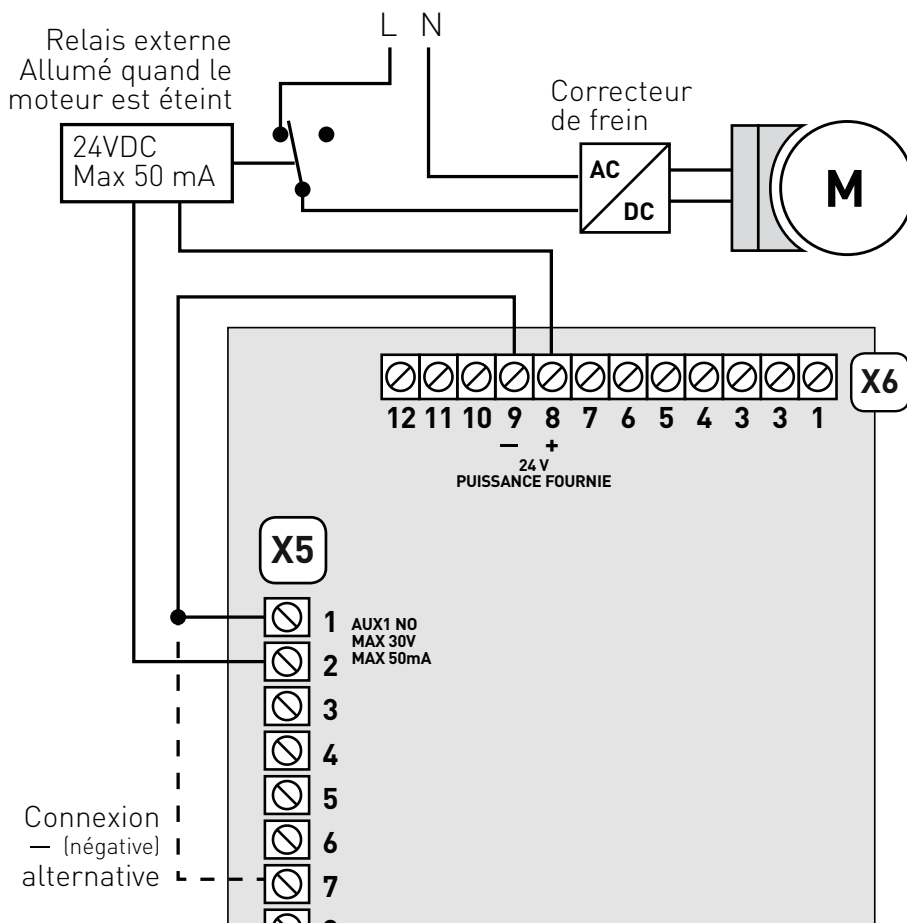 L N
Relais externe
Allumé quand le
moteur est éteint
24VDC
Max 50 mA
Correcteur
de frein
AC
DC
M
X6
12 11 10 9 8 7 6 5 4 3 3 1
— +
24 V
PUISSANCE FOURNIE
X5
1 AUX1 NO
MAX 30V
2 MAX 50mA
3
4
5
6
7
Connexion
— (négative)
alternative